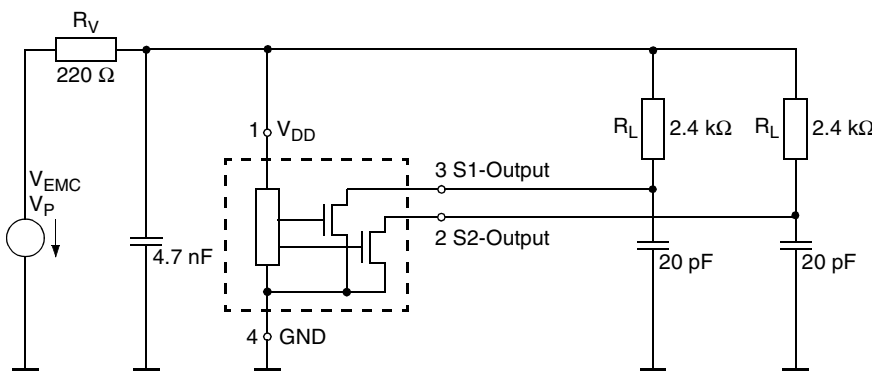 R_V
220 Ω
1 V_DD
R_L 2.4 kΩ R_L 2.4 kΩ
3 S1-Output
V_EMC
V_P
2 S2-Output
4.7 nF
20 pF 20 pF
4 GND